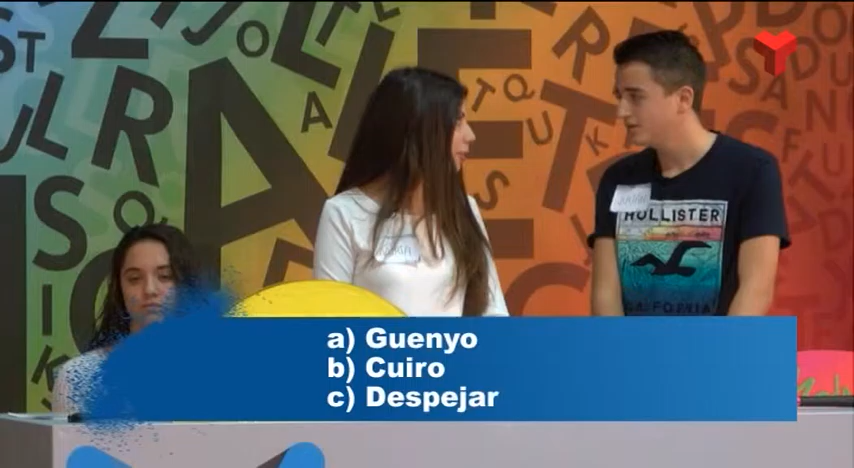 HOLLISTER
CALIFORNIA
a) Guenyo
b) Cuiro
c) Despejar